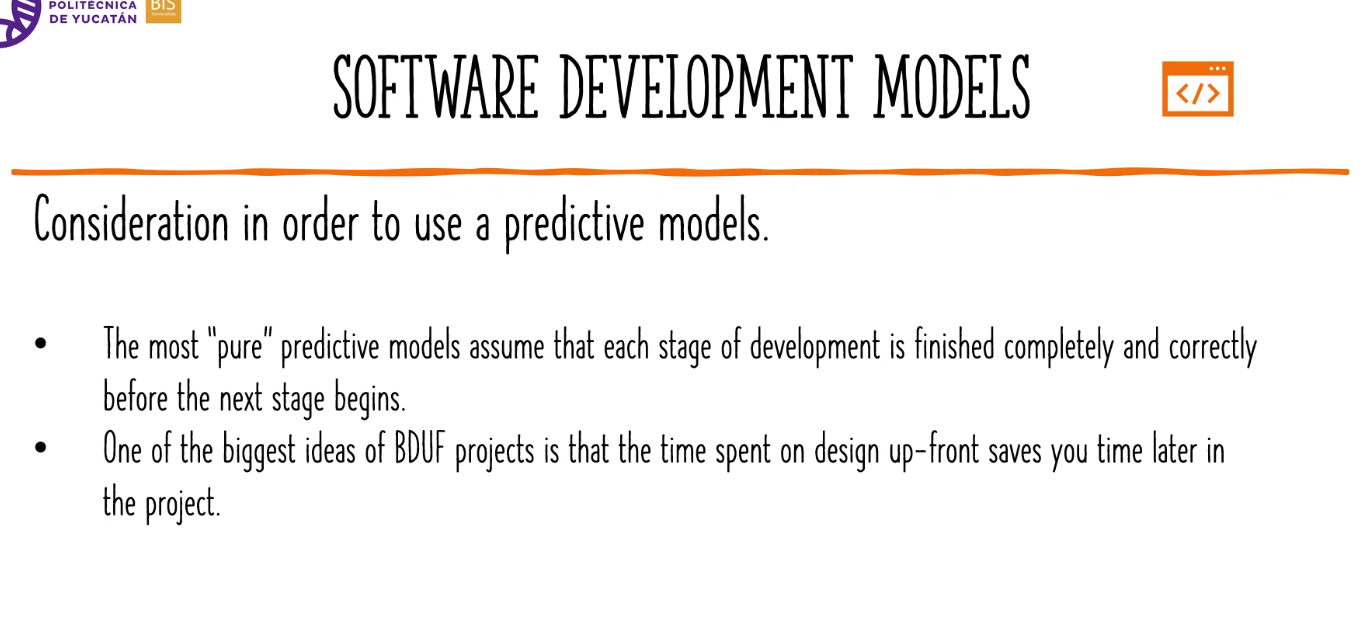 POLITÉCNICA
DE YUCATÁN
BIS
SOFTWARE DEVELOPMENT MODELS
</>
Consideration in order to use a predictive models.
• The most “pure” predictive models assume that each stage of development is finished completely and correctly
before the next stage begins.
• One of the biggest ideas of BDUF projects is that the time spent on design up-front saves you time later in
the project.